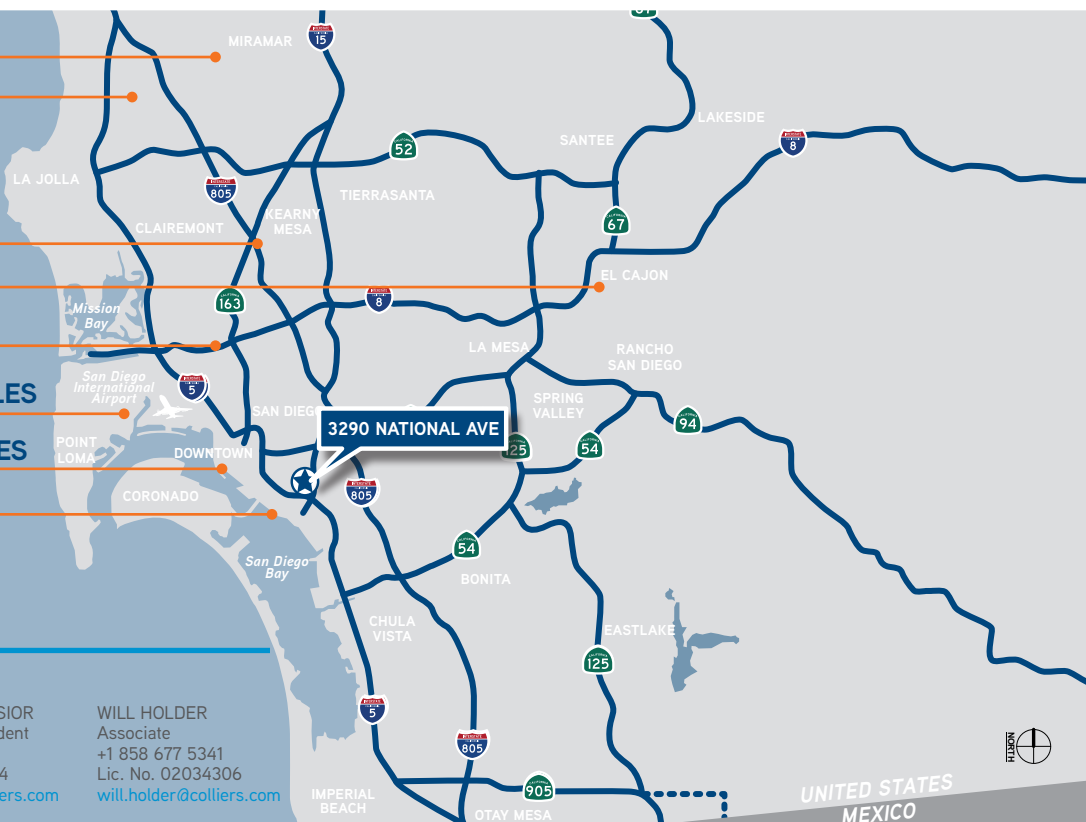 67
MIRAMAR
15
LAKESIDE
SANTEE
52
8
LA JOLLA
805
TIERRASANTA
KEARNY
MESA
CLAIREMONT
67
EL CAJON
163
8
Mission
Bay
LA MESA
RANCHO
SAN DIEGO
San Diego
International
Airport
5
LES
SPRING
VALLEY
SAN DIEGO
94
3290 NATIONAL AVE
125
54
POINT
LOMA
ES
DOWNTOWN
CORONADO
805
54
San Diego
Bay
BONITA
CHULA
VISTA
EASTLAKE
125
5
805
SIOR
dent
4
ers.com
WILL HOLDER
Associate
+1 858 677 5341
Lic. No. 02034306
will.holder@colliers.com
NORTH
905
IMPERIAL
BEACH
OTAY MESA
UNITED STATES
MEXICO